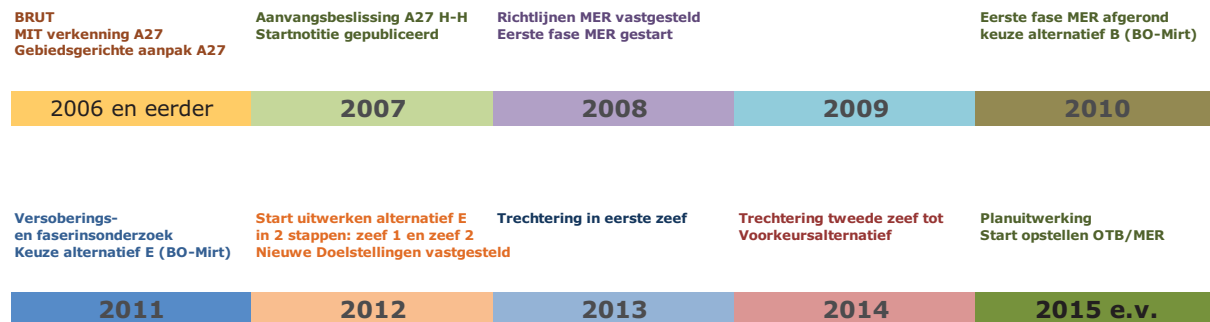 BRUT
MIT verkenning A27
Gebiedsgerichte aanpak A27
Aanvangsbeslissing A27 H-H
Startnotitie gepubliceerd
Richtlijnen MER vastgesteld
Eerste fase MER gestart
Eerste fase MER afgerond
keuze alternatief B (BO-Mirt)
2006 en eerder
2007
2008
2009
2010
Versoberings-
en faserinsonderzoek
Keuze alternatief E (BO-Mirt)
Start uitwerken alternatief E
in 2 stappen: zeef 1 en zeef 2
Nieuwe Doelstellingen vastgesteld
Trechtering in eerste zeef
Trechtering tweede zeef tot
Voorkeursalternatief
Planuitwerking
Start opstellen OTB/MER
2011
2012
2013
2014
2015 e.v.